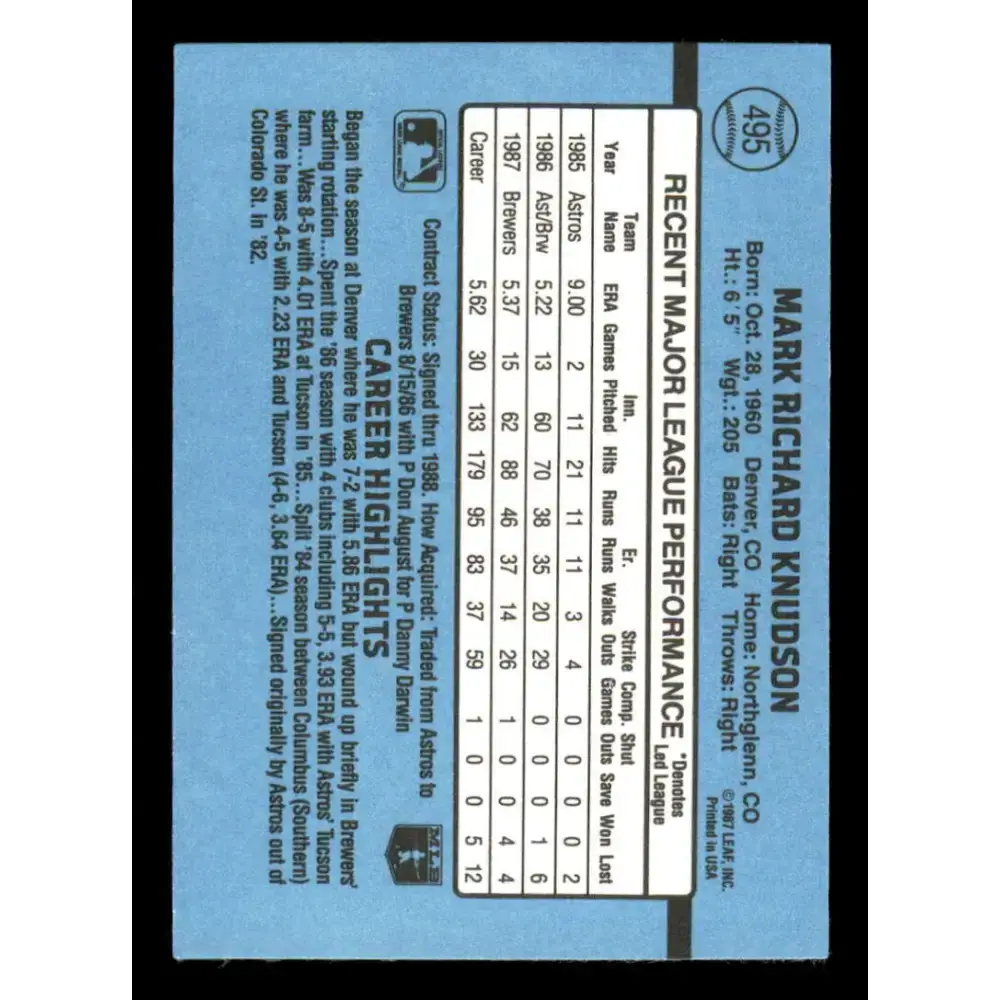 495
MARK RICHARD KNUDSON
Born: Oct. 28, 1960 Denver, CO Home: Northglenn, CO
Ht.: 6'5" Wgt.: 205 Bats: Right Throws: Right
©1987 LEAF, INC.
Printed in USA
RECENT MAJOR LEAGUE PERFORMANCE
*Denotes
Led League
Team Inn. Er. Strike Comp. Shut
Year Name ERA Games Pitched Hits Runs Runs Walks Outs Games Outs Save Won Lost
1985 Astros 9.00 2 11 21 11 11 3 4 0 0 0 0 2
1986 Ast/Brw 5.22 13 60 70 38 35 20 29 0 0 0 1 6
1987 Brewers 5.37 15 62 88 46 37 14 26 1 0 0 4 4
Career 5.62 30 133 179 95 83 37 59 1 0 0 5 12
Contract Status: Signed thru 1988. How Acquired: Traded from Astros to
Brewers 8/15/86 with P Don August for P Danny Darwin
MLB
CAREER HIGHLIGHTS
Began the season at Denver where he was 7-2 with 5.86 ERA but wound up briefly in Brewers'
starting rotation...Spent the '86 season with 4 clubs including 5-5, 3.93 ERA with Astros' Tucson
farm...Was 8-5 with 4.01 ERA at Tucson in '85...Split '84 season between Columbus (Southern)
where he was 4-5 with 2.23 ERA and Tucson (4-6, 3.64 ERA)...Signed originally by Astros out of
Colorado St. in '82.